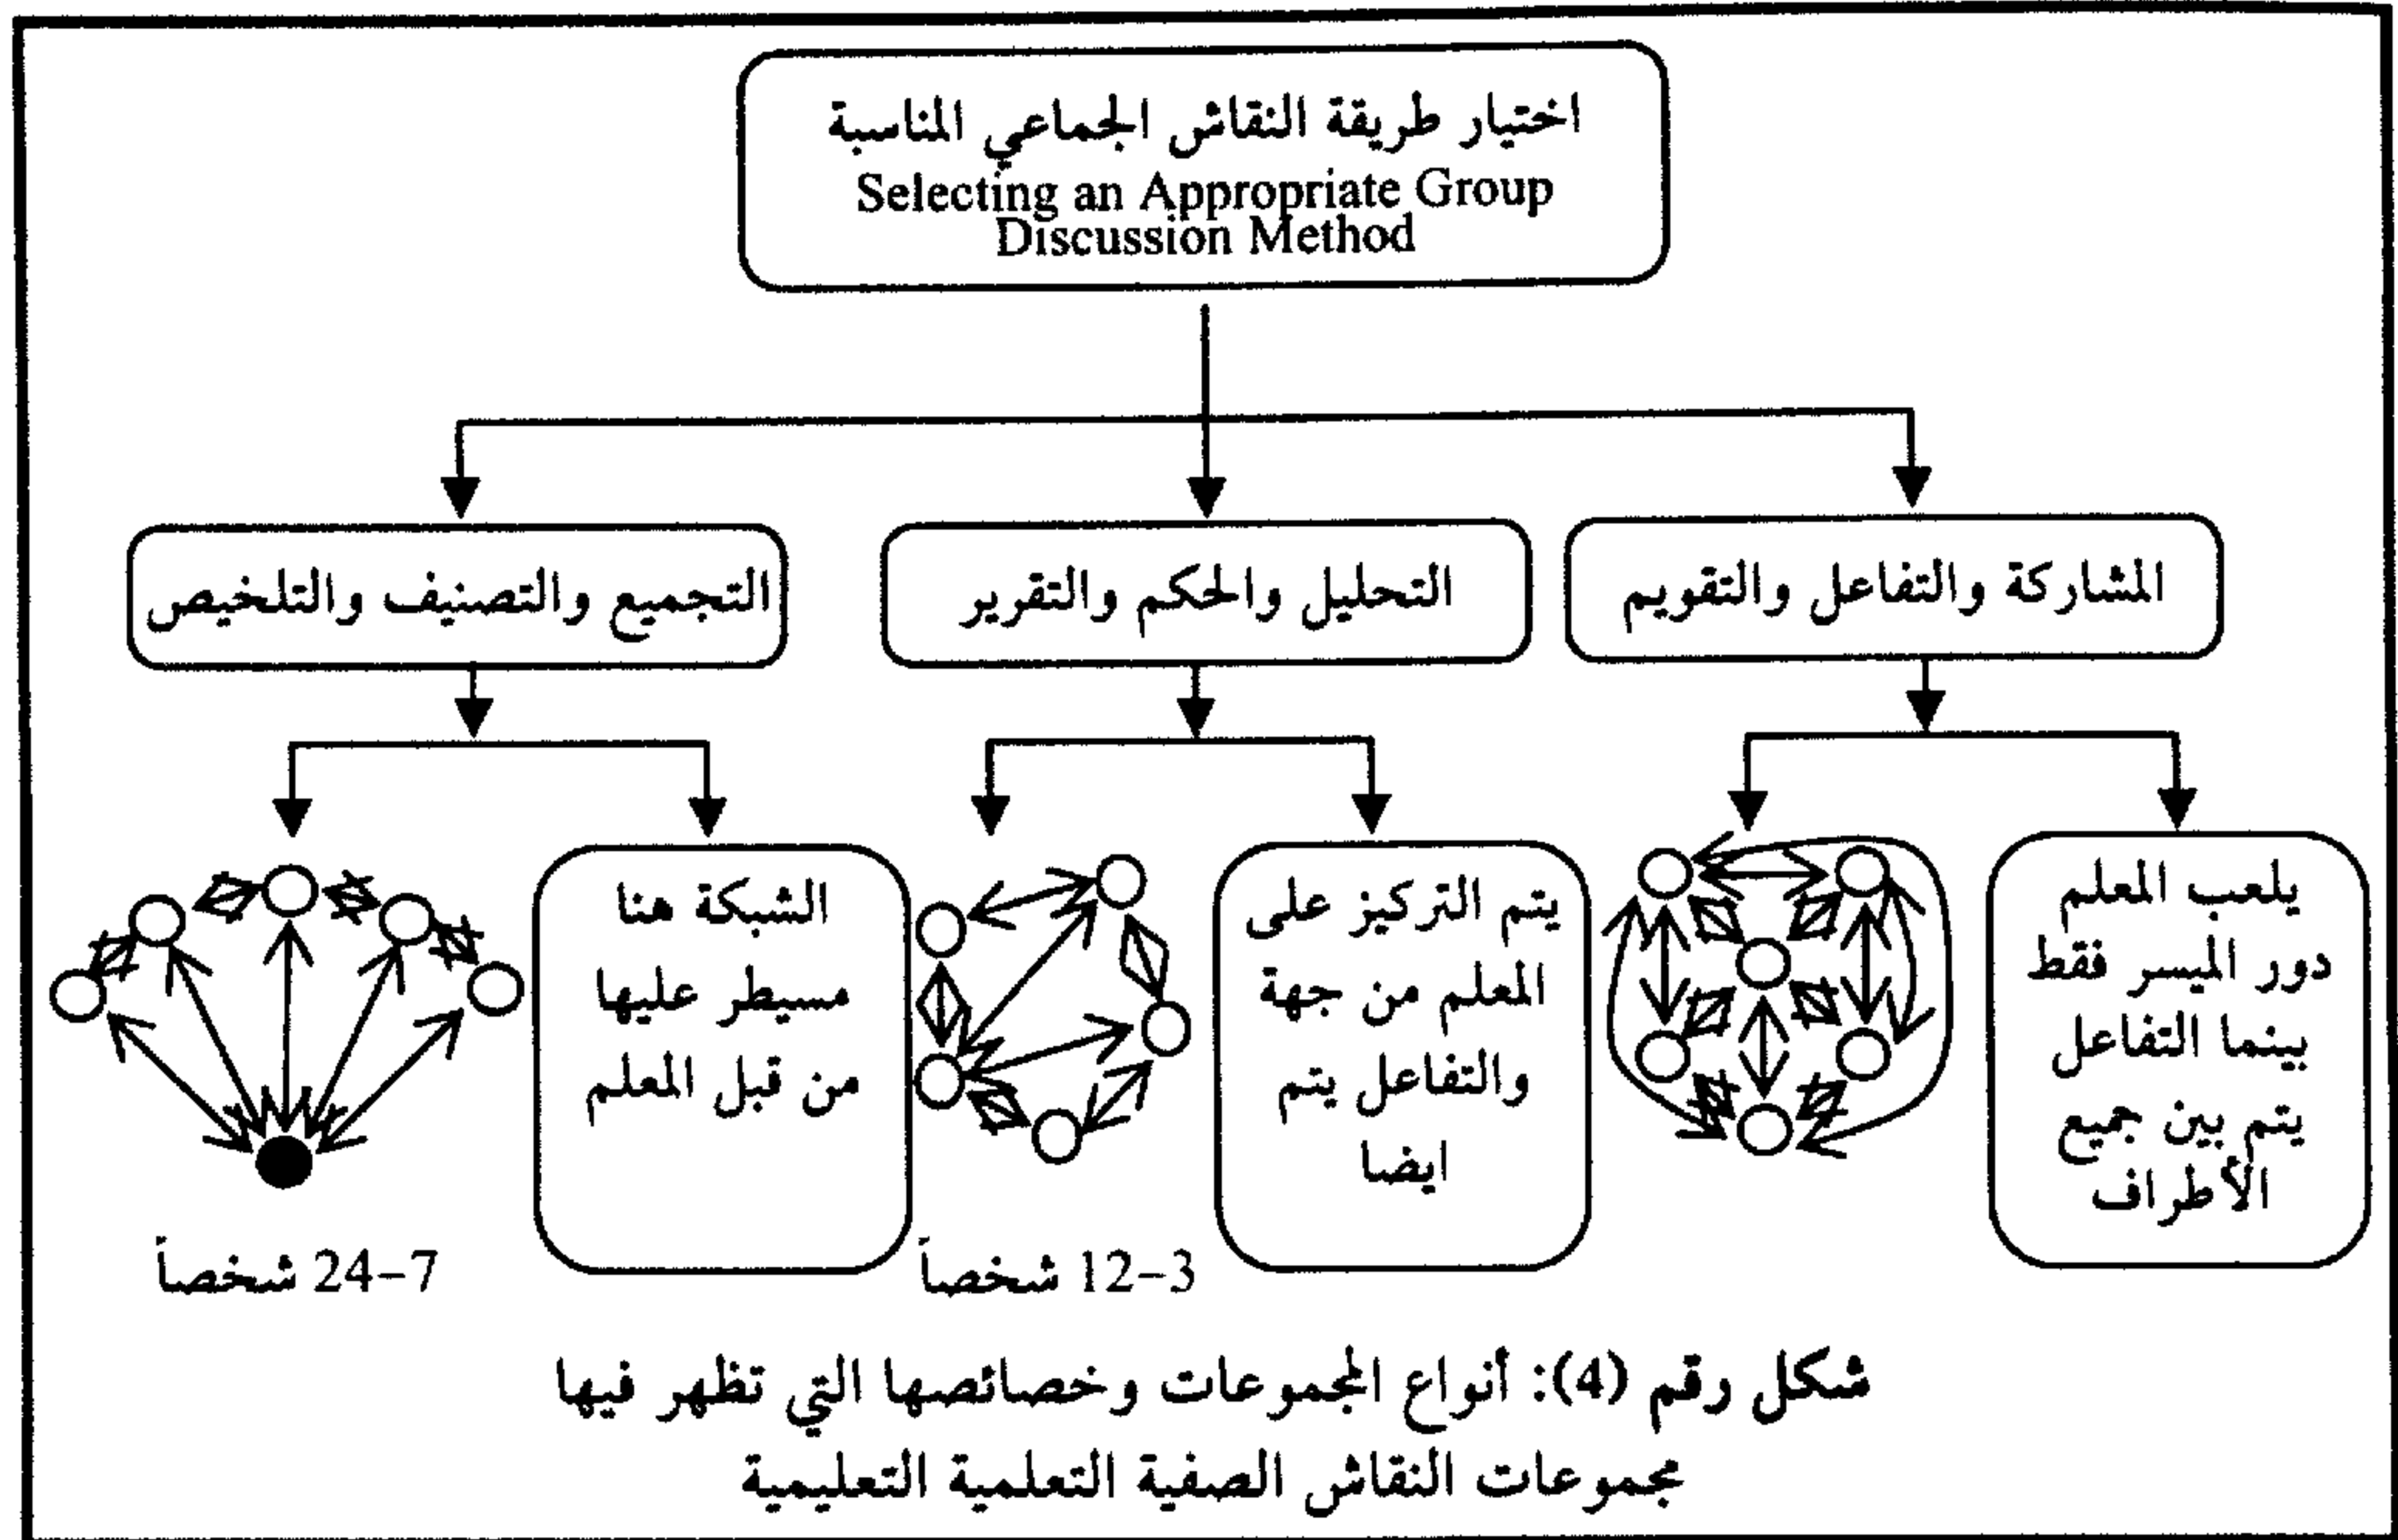 اختيار طريقة النقاش الجماعي المناسبة
Selecting an Appropriate Group
Discussion Method
المشاركة والتفاعل والتقويم
التحليل والحكم والتقرير
التجميع والتصنيف والتلخيص
يلعب المعلم
دور الميسر فقط
بينما التفاعل
يتم بين جميع
الأطراف
يتم التركيز على
المعلم من جهة
والتفاعل يتم
ايضا
3–12 شخصاً
الشبكة هنا
مسيطر عليها
من قبل المعلم
7–24 شخصاً
شكل رقم (4): أنواع المجموعات وخصائصها التي تظهر فيها
مجموعات النقاش الصفية التعلمية التعليمية